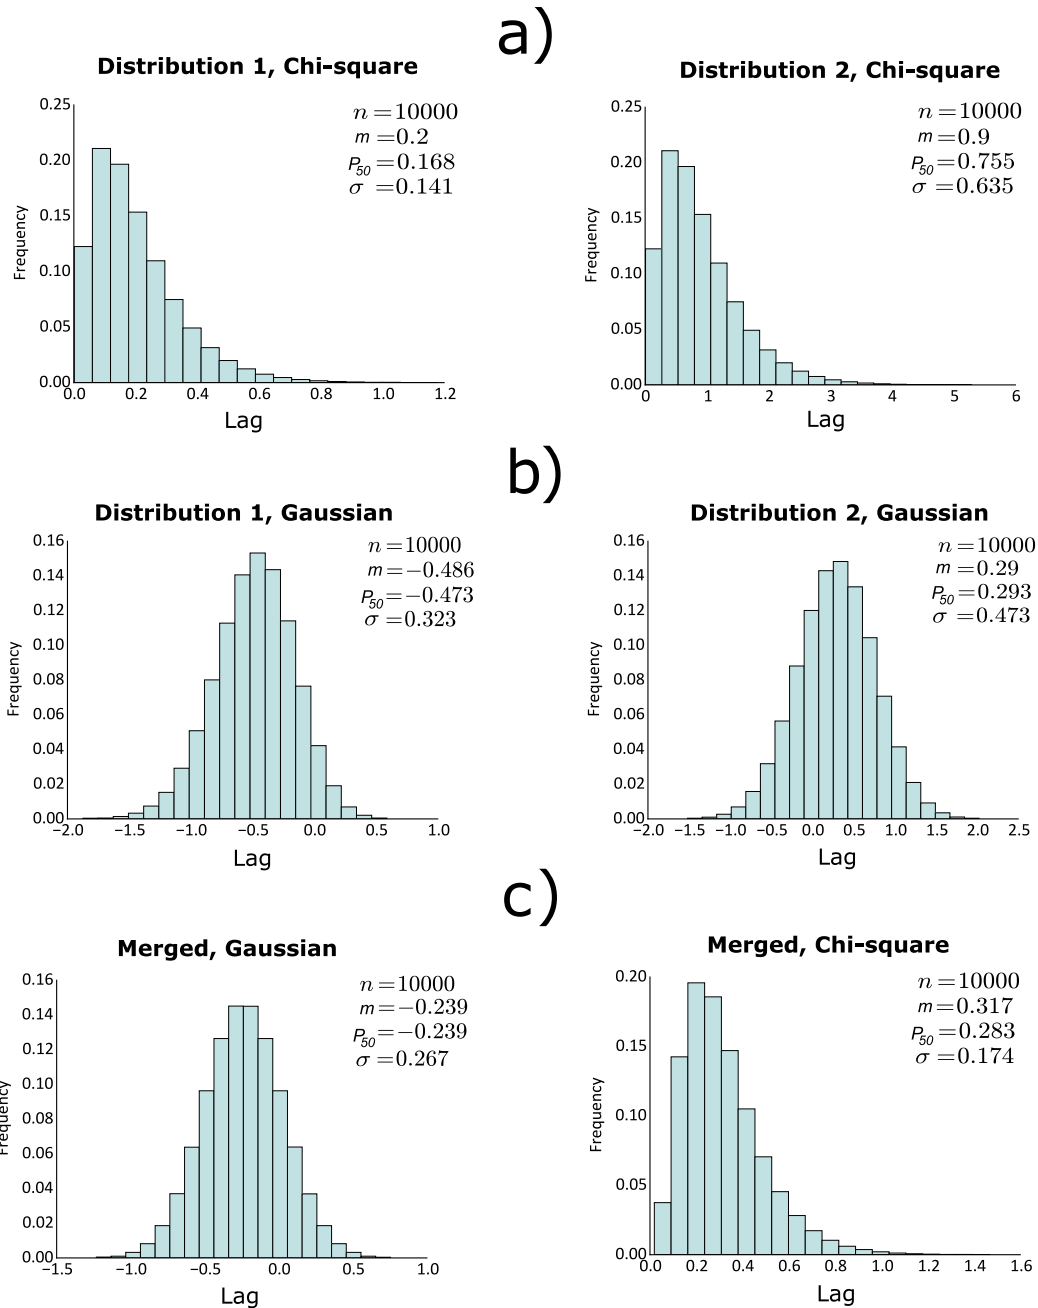 a)
Distribution 1, Chi-square
n=10000
m=0.2
P50=0.168
σ=0.141
0.25
0.20
0.15
0.10
0.05
0.00
Frequency
0.0 0.2 0.4 0.6 0.8 1.0 1.2
Lag
Distribution 2, Chi-square
n=10000
m=0.9
P50=0.755
σ=0.635
0.25
0.20
0.15
0.10
0.05
0.00
Frequency
0 1 2 3 4 5 6
Lag
b)
Distribution 1, Gaussian
n=10000
m=−0.486
P50=−0.473
σ=0.323
0.16
0.14
0.12
0.10
0.08
0.06
0.04
0.02
0.00
Frequency
−2.0 −1.5 −1.0 −0.5 0.0 0.5 1.0
Lag
Distribution 2, Gaussian
n=10000
m=0.29
P50=0.293
σ=0.473
0.16
0.14
0.12
0.10
0.08
0.06
0.04
0.02
0.00
Frequency
−2.0 −1.5 −1.0 −0.5 0.0 0.5 1.0 1.5 2.0 2.5
Lag
c)
Merged, Gaussian
n=10000
m=−0.239
P50=−0.239
σ=0.267
0.16
0.14
0.12
0.10
0.08
0.06
0.04
0.02
0.00
Frequency
−1.5 −1.0 −0.5 0.0 0.5 1.0
Lag
Merged, Chi-square
n=10000
m=0.317
P50=0.283
σ=0.174
0.20
0.15
0.10
0.05
0.00
Frequency
0.0 0.2 0.4 0.6 0.8 1.0 1.2 1.4 1.6
Lag